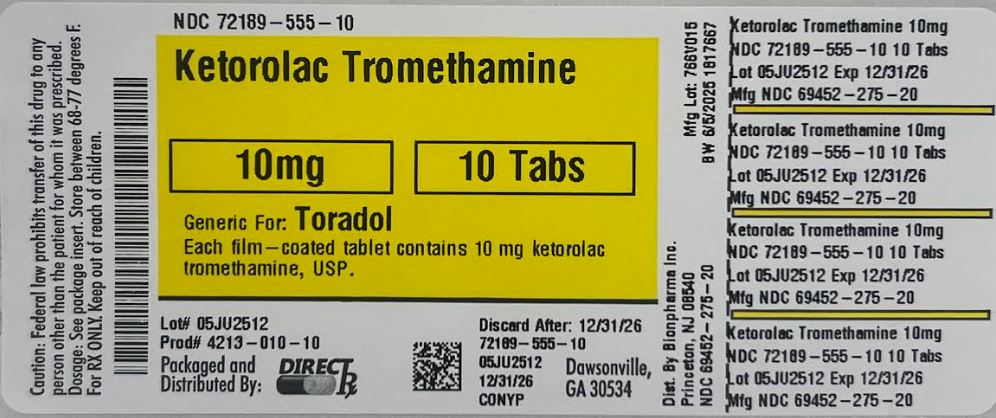 Caution: Federal law prohibits transfer of this drug to any
person other than the patient for whom it was prescribed.
Dosage: See package insert. Store between 68-77 degrees F.
For RX ONLY. Keep out of reach of children.
NDC 72189-555-10
Ketorolac Tromethamine
10mg
10 Tabs
Generic For: Toradol
Each film-coated tablet contains 10 mg ketorolac
tromethamine, USP.
Lot# 05JU2512
Prod# 4213-010-10
Packaged and
Distributed By:
DIRECT Rx
Discard After: 12/31/26
72189-555-10
05JU2512
12/31/26
CONYP
Dawsonville,
GA 30534
Mfg Lot: 766V015
BW 6/5/2025 1817667
Dist. By Bionpharma Inc.
Princeton, NJ 08540
NDC 69452-275-20
Ketorolac Tromethamine 10mg
NDC 72189-555-10 10 Tabs
Lot 05JU2512 Exp 12/31/26
Mfg NDC 69452-275-20
Ketorolac Tromethamine 10mg
NDC 72189-555-10 10 Tabs
Lot 05JU2512 Exp 12/31/26
Mfg NDC 69452-275-20
Ketorolac Tromethamine 10mg
NDC 72189-555-10 10 Tabs
Lot 05JU2512 Exp 12/31/26
Mfg NDC 69452-275-20
Ketorolac Tromethamine 10mg
NDC 72189-555-10 10 Tabs
Lot 05JU2512 Exp 12/31/26
Mfg NDC 69452-275-20